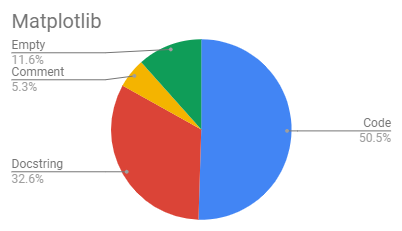 Matplotlib
Empty
11.6%
Comment
5.3%
Docstring
32.6%
Code
50.5%